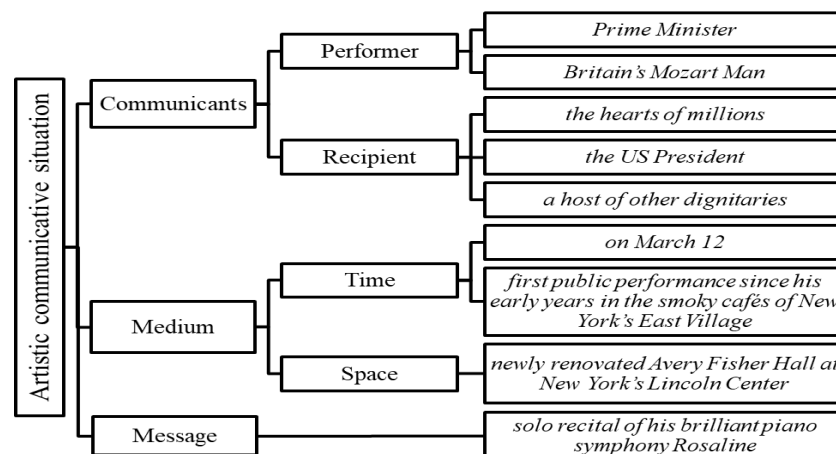 Artistic communicative situation
Communicants
Performer
Prime Minister
Britain's Mozart Man
Recipient
the hearts of millions
the US President
a host of other dignitaries
Medium
Time
on March 12
first public performance since his
early years in the smoky cafés of New
York's East Village
Space
newly renovated Avery Fisher Hall at
New York's Lincoln Center
Message
solo recital of his brilliant piano
symphony Rosaline